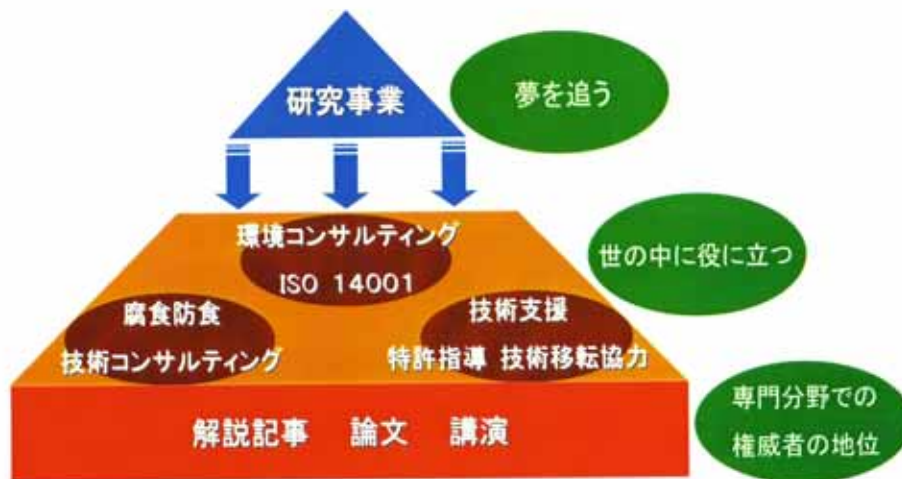 研究事業
夢を追う
環境コンサルティング
ISO 14001
世の中に役に立つ
腐食防食
技術コンサルティング
技術支援
特許指導 技術移転協力
解説記事 論文 講演
専門分野での
権威者の地位